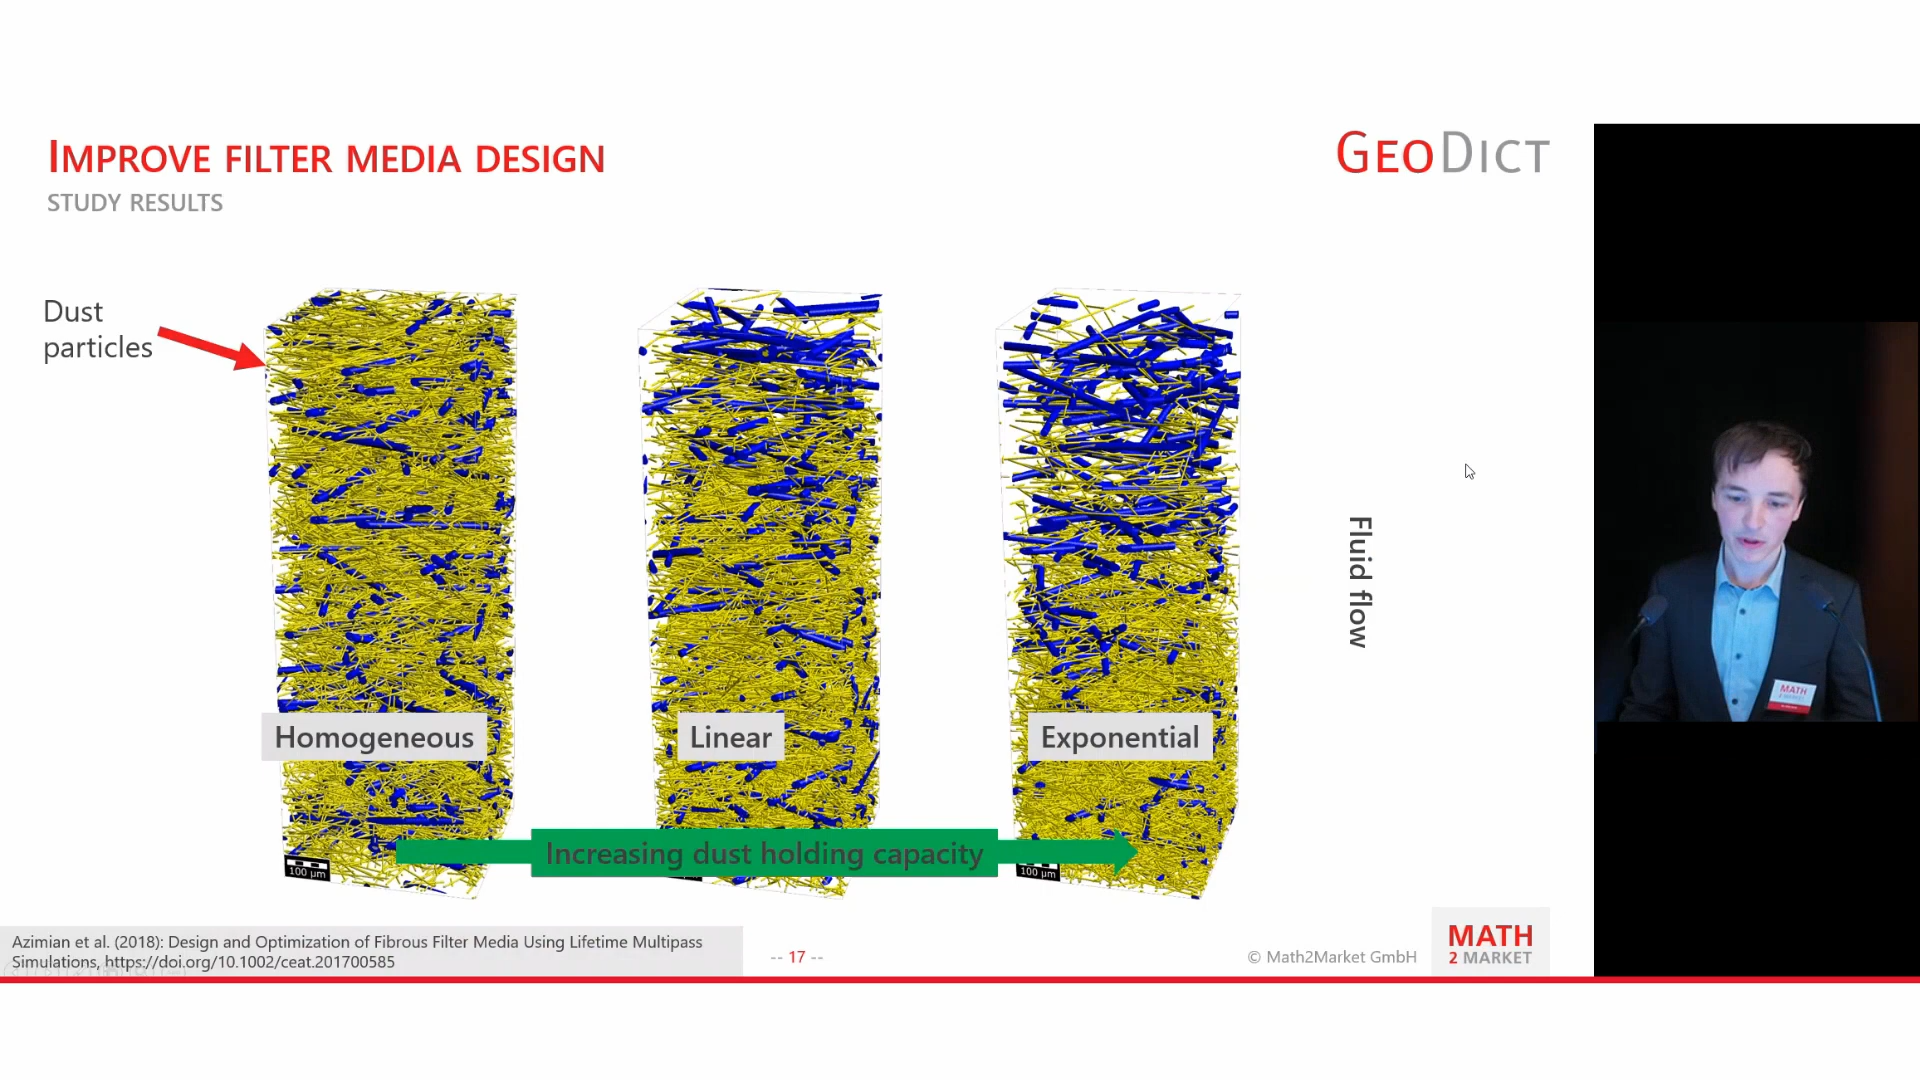 IMPROVE FILTER MEDIA DESIGN
STUDY RESULTS
GEODICT
Dust
particles
Fluid flow
Homogeneous
Linear
Exponential
Increasing dust holding capacity
100 µm
100 µm
Azimian et al. (2018): Design and Optimization of Fibrous Filter Media Using Lifetime Multipass
Simulations, https://doi.org/10.1002/ceat.201700585
-- 17 --
© Math2Market GmbH
MATH
2 MARKET
MATH